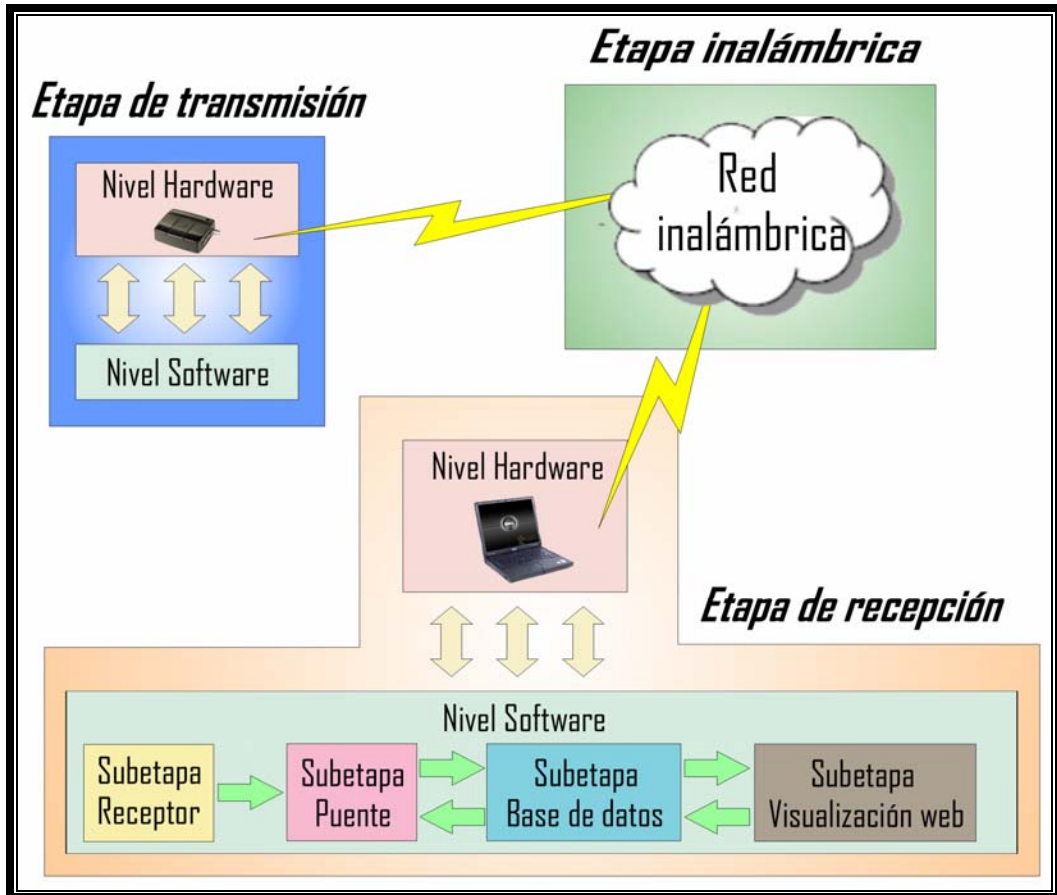 Etapa inalámbrica
Etapa de transmisión
Nivel Hardware
Nivel Software
Red
inalámbrica
Nivel Hardware
Etapa de recepción
Nivel Software
Subetapa
Receptor
Subetapa
Puente
Subetapa
Base de datos
Subetapa
Visualización web